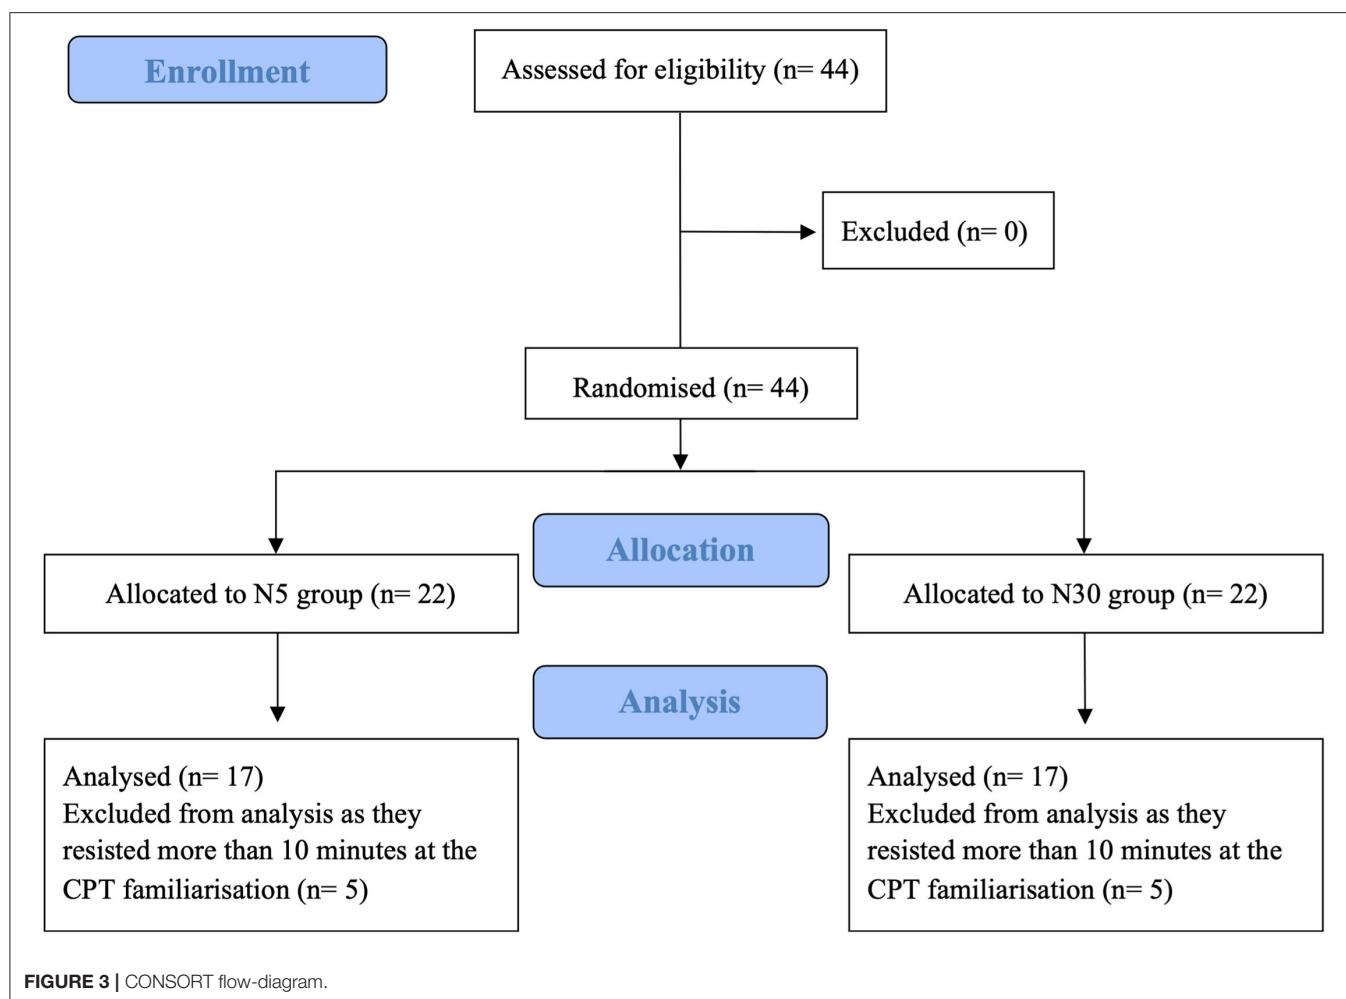 Enrollment
Assessed for eligibility (n= 44)
Excluded (n= 0)
Randomised (n= 44)
Allocation
Allocated to N5 group (n= 22)
Allocated to N30 group (n= 22)
Analysis
Analysed (n= 17)
Excluded from analysis as they
resisted more than 10 minutes at the
CPT familiarisation (n= 5)
Analysed (n= 17)
Excluded from analysis as they
resisted more than 10 minutes at the
CPT familiarisation (n= 5)
FIGURE 3 | CONSORT flow-diagram.